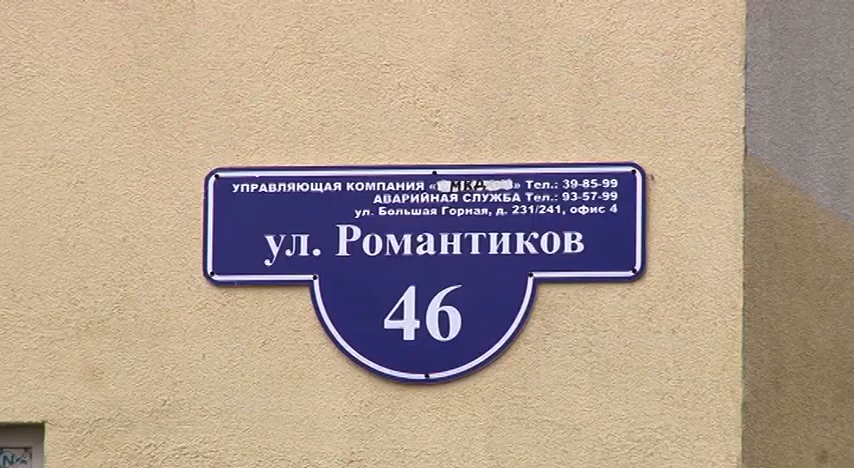 УПРАВЛЯЮЩАЯ КОМПАНИЯ «МКД» Тел.: 39-85-99
АВАРИЙНАЯ СЛУЖБА Тел.: 93-57-99
ул. Большая Горная, д. 231/241, офис 4
ул. Романтиков
46